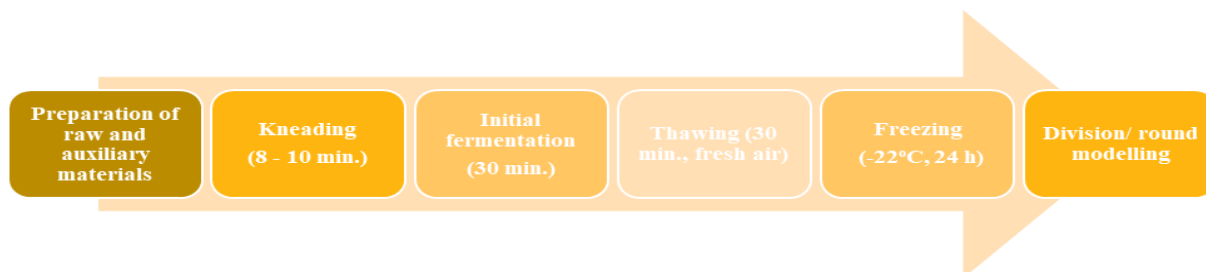 Preparation of
raw and
auxiliary
materials
Kneading
(8 - 10 min.)
Initial
fermentation
(30 min.)
Thawing (30
min., fresh air)
Freezing
(-22ºC, 24 h)
Division/ round
modelling